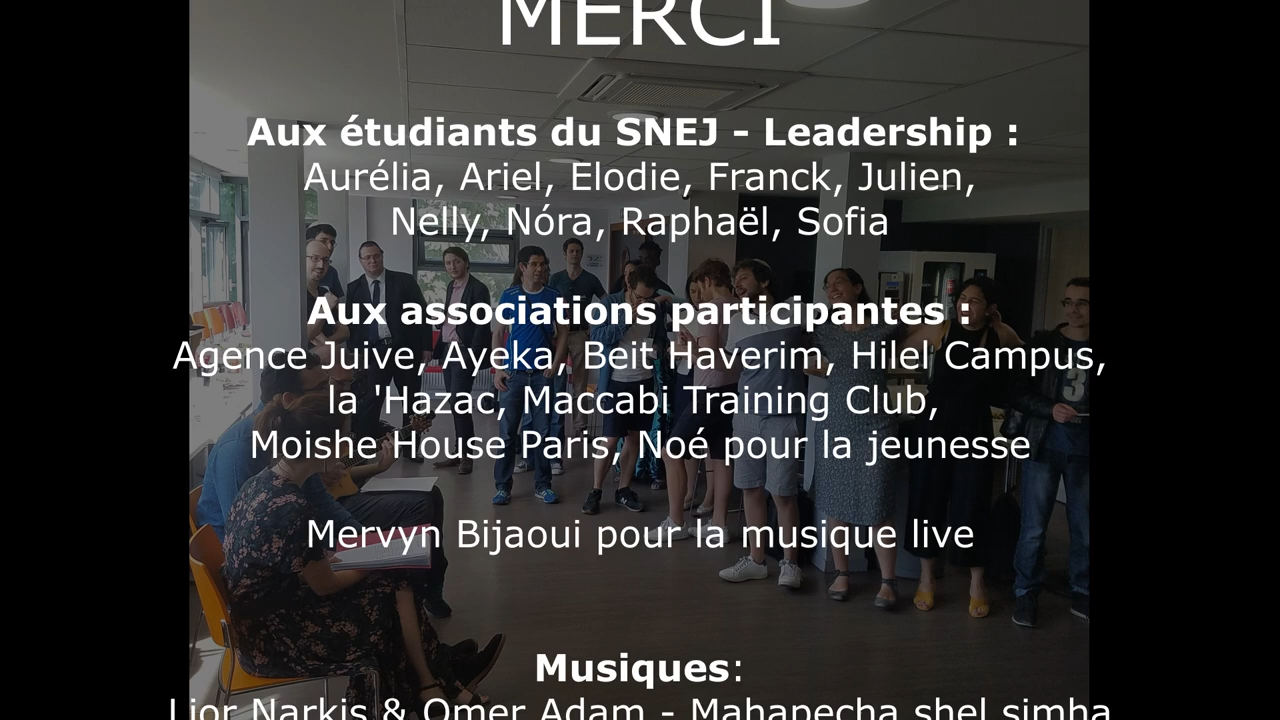 MERCI
Aux étudiants du SNEJ - Leadership :
Aurélia, Ariel, Elodie, Franck, Julien,
Nelly, Nóra, Raphaël, Sofia
Aux associations participantes :
Agence Juive, Ayeka, Beit Haverim, Hilel Campus,
la 'Hazac, Maccabi Training Club,
Moishe House Paris, Noé pour la jeunesse
Mervyn Bijaoui pour la musique live
Musiques:
Lior Narkis & Omer Adam - Mahapecha shel simha